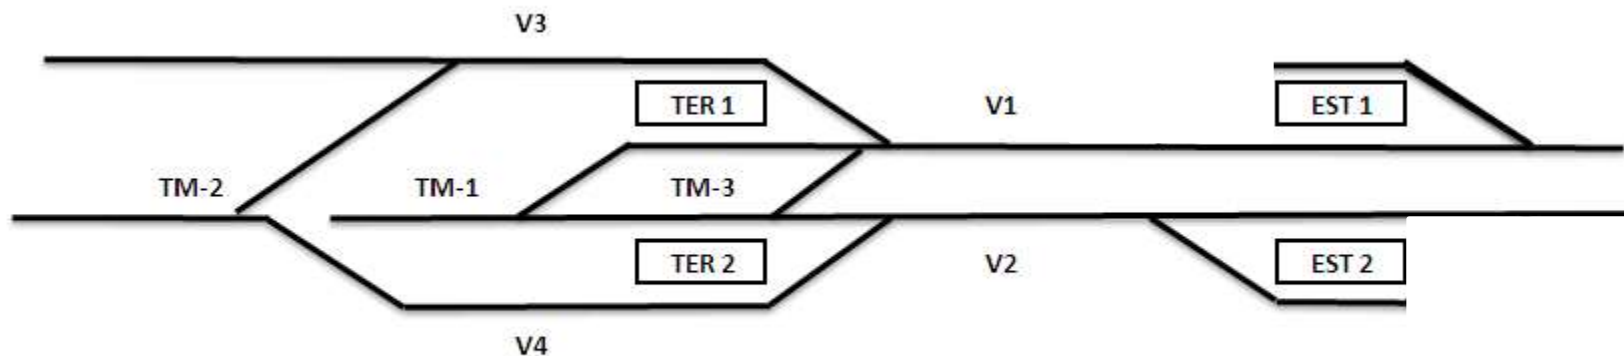 V3
TER 1
V1
EST 1
TM-2
TM-1
TM-3
TER 2
V2
EST 2
V4